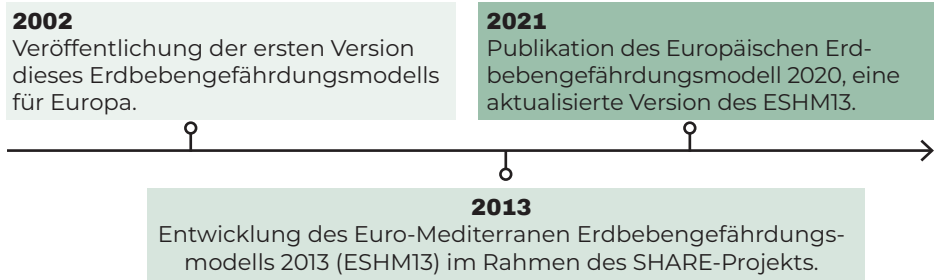 2002
Veröffentlichung der ersten Version
dieses Erdbebengefährdungsmodells
für Europa.
2021
Publikation des Europäischen Erd-
bebengefährdungsmodell 2020, eine
aktualisierte Version des ESHM13.
2013
Entwicklung des Euro-Mediterranen Erdbebengefährdungs-
modells 2013 (ESHM13) im Rahmen des SHARE-Projekts.